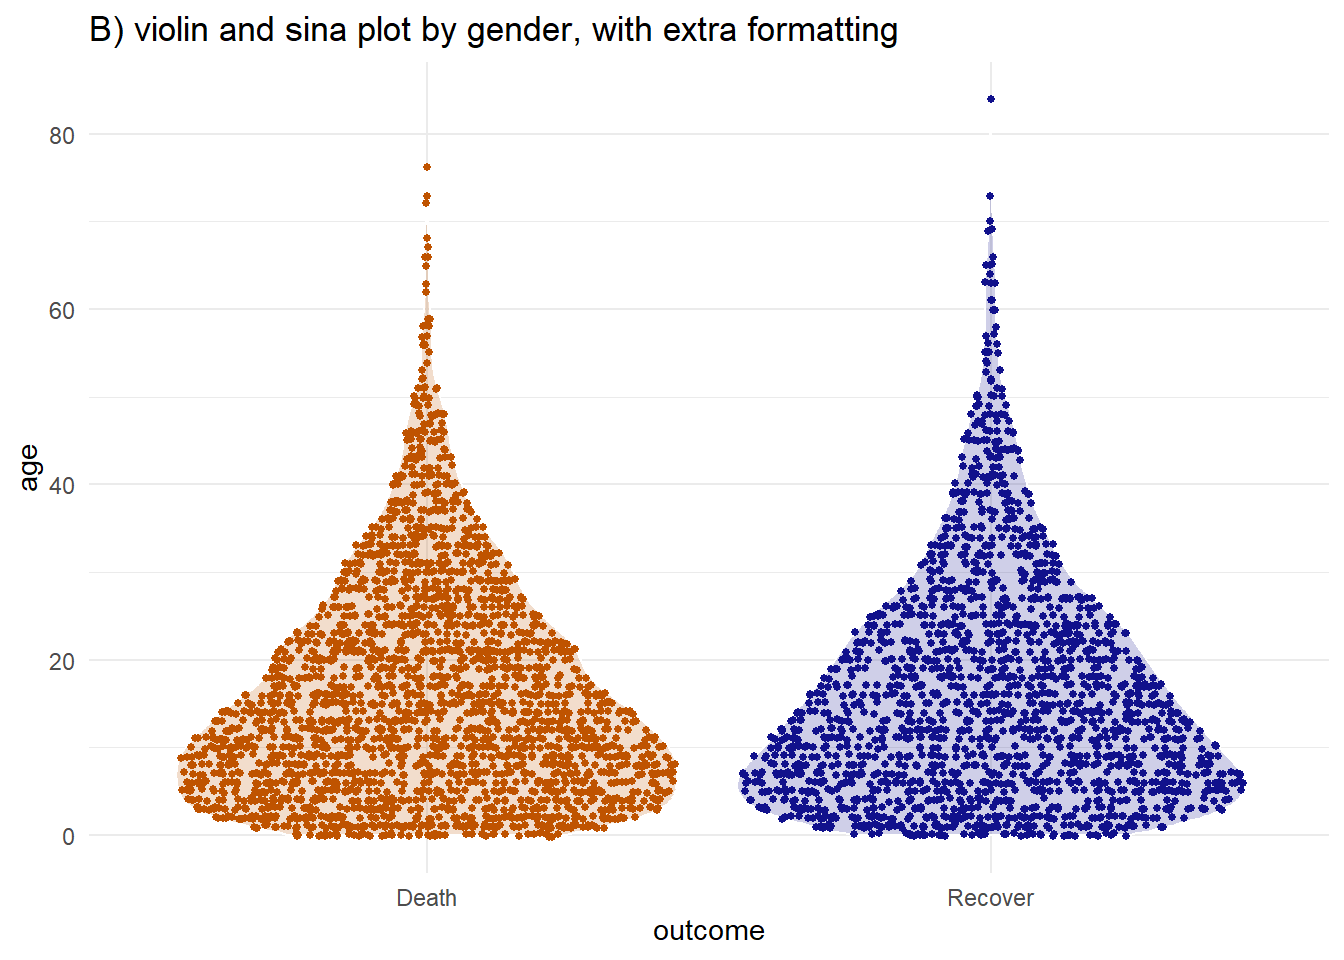 B) violin and sina plot by gender, with extra formatting
80
60
40
20
0
age
Death
Recover
outcome